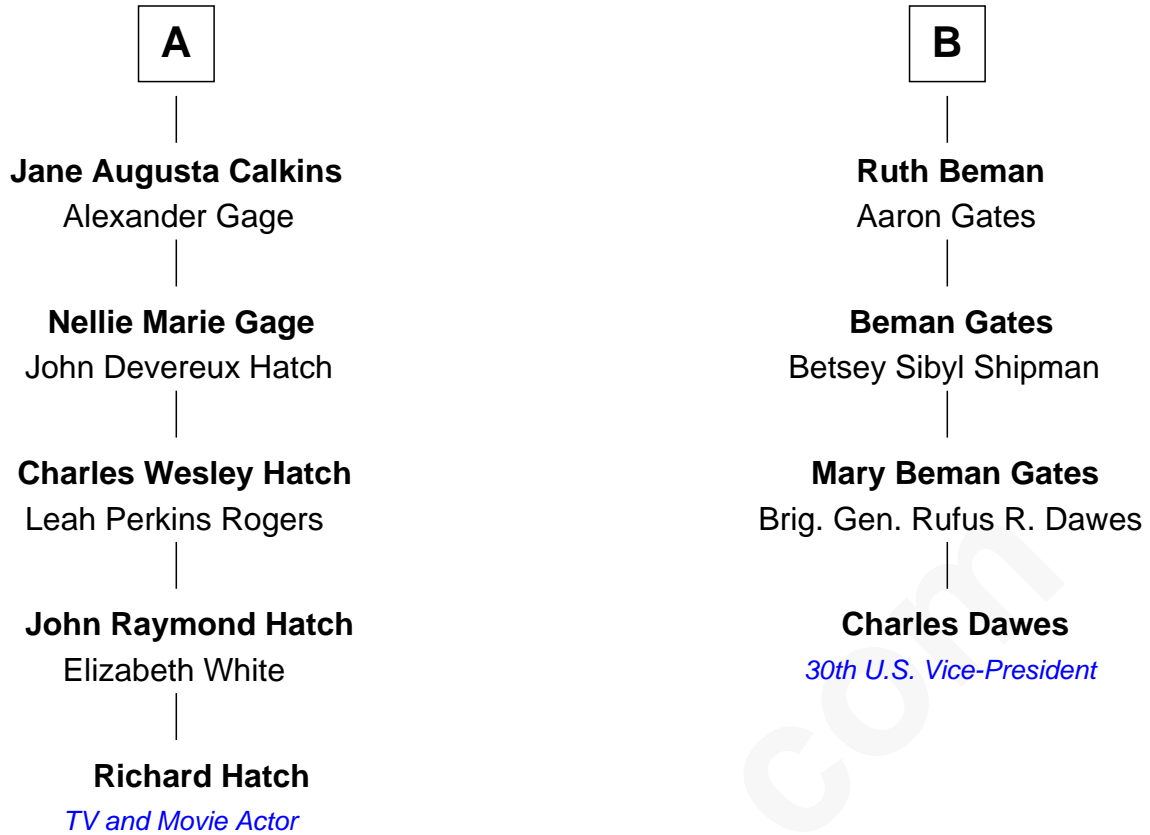 A
Jane Augusta Calkins
Alexander Gage
Nellie Marie Gage
John Devereux Hatch
Charles Wesley Hatch
Leah Perkins Rogers
John Raymond Hatch
Elizabeth White
Richard Hatch
TV and Movie Actor
B
Ruth Beman
Aaron Gates
Beman Gates
Betsey Sibyl Shipman
Mary Beman Gates
Brig. Gen. Rufus R. Dawes
Charles Dawes
30th U.S. Vice-President
com